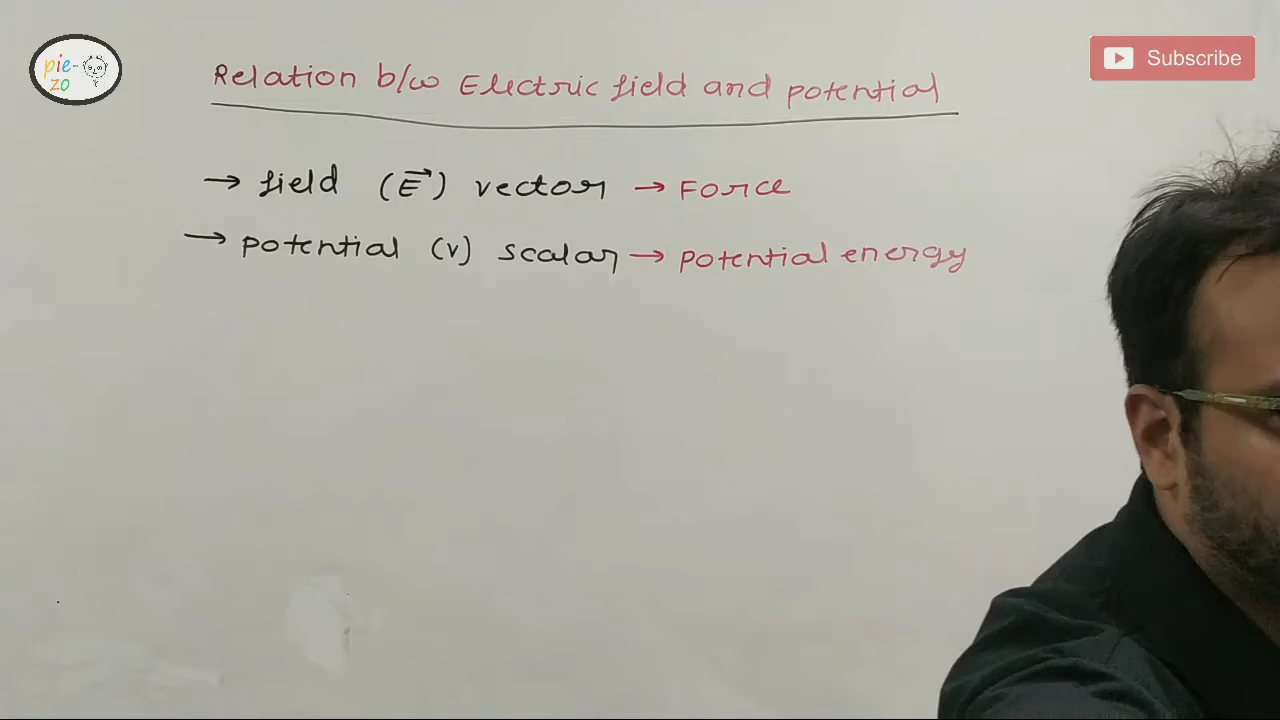 pie-
zo
Subscribe
Relation b/w Electric field and potential
→ field (E⃗) vector → Force
→ potential (v) scalar → potential energy